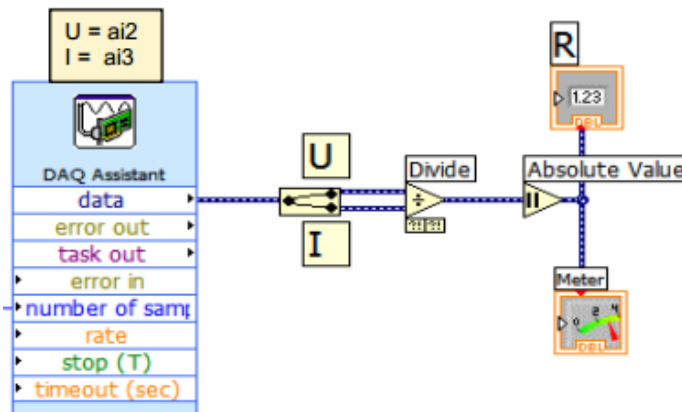 U = ai2
I = ai3
DAQ Assistant
data
error out
task out
error in
number of samp
rate
stop (T)
timeout (sec)
U
I
Divide
?! ?!
Absolute Value
R
1.23
DBL
Meter
0 2 4
DBL